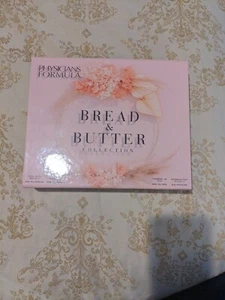 PHYSICIANS
FORMULA
BREAD
&
BUTTER
COLLECTION